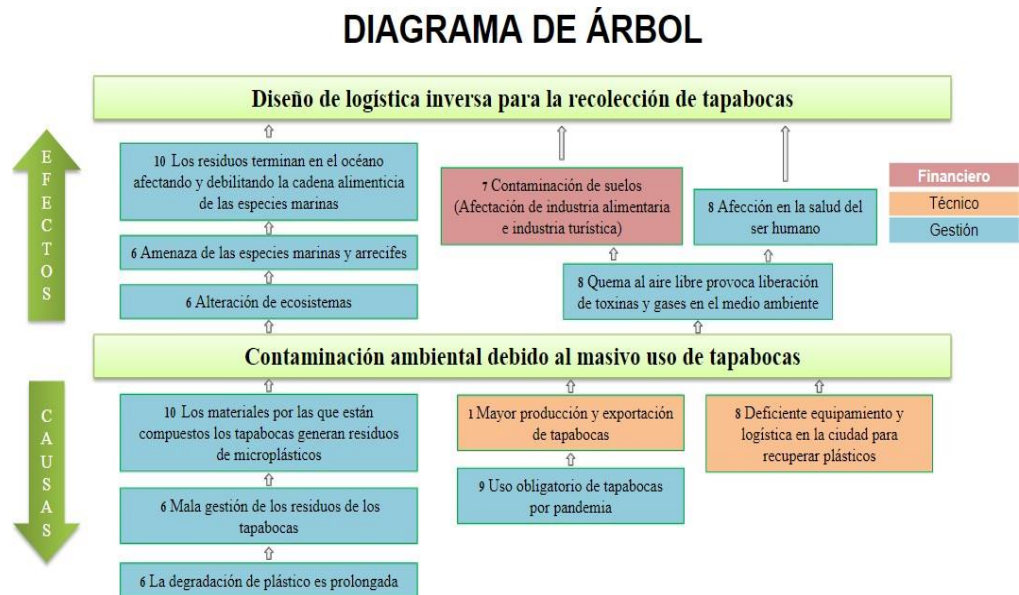 DIAGRAMA DE ÁRBOL
Diseño de logística inversa para la recolección de tapabocas
EFECTOS
10 Los residuos terminan en el océano
afectando y debilitando la cadena alimenticia
de las especies marinas
6 Amenaza de las especies marinas y arrecifes
6 Alteración de ecosistemas
7 Contaminación de suelos
(Afectación de industria alimentaria
e industria turística)
8 Afección en la salud del
ser humano
8 Quema al aire libre provoca liberación
de toxinas y gases en el medio ambiente
Financiero
Técnico
Gestión
Contaminación ambiental debido al masivo uso de tapabocas
CAUSAS
10 Los materiales por las que están
compuestos los tapabocas generan residuos
de microplásticos
6 Mala gestión de los residuos de los
tapabocas
6 La degradación de plástico es prolongada
1 Mayor producción y exportación
de tapabocas
9 Uso obligatorio de tapabocas
por pandemia
8 Deficiente equipamiento y
logística en la ciudad para
recuperar plásticos